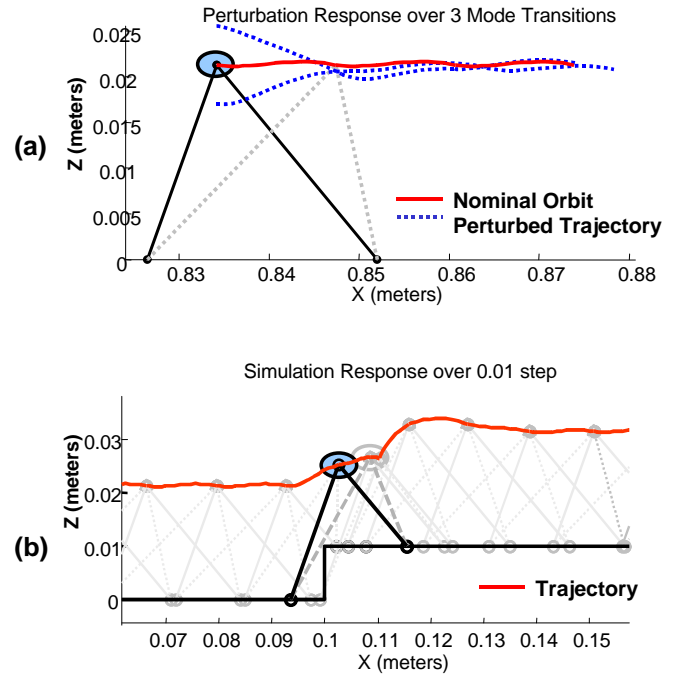 Perturbation Response over 3 Mode Transitions
0.025
0.02
0.015
0.01
0.005
0
Z (meters)
(a)
Nominal Orbit
Perturbed Trajectory
0.83 0.84 0.85 0.86 0.87 0.88
X (meters)
Simulation Response over 0.01 step
0.03
0.02
0.01
0
Z (meters)
(b)
Trajectory
0.07 0.08 0.09 0.1 0.11 0.12 0.13 0.14 0.15
X (meters)